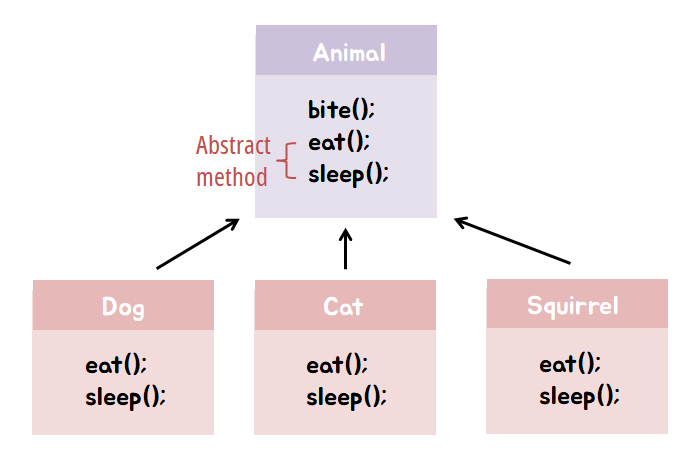 Animal
bite();
eat();
sleep();
Abstract
method
Dog
eat();
sleep();
Cat
eat();
sleep();
Squirrel
eat();
sleep();